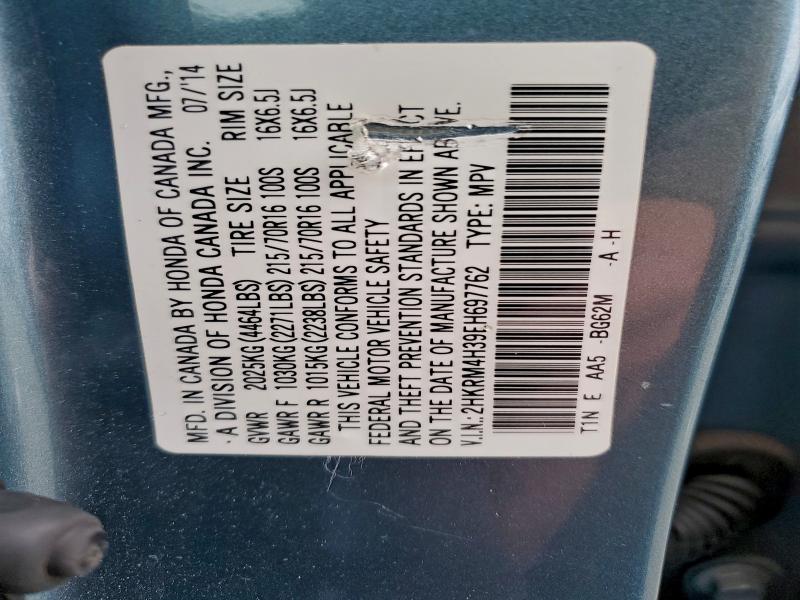 MFD. IN CANADA BY HONDA OF CANADA MFG.,
· A DIVISION OF HONDA CANADA INC. 07/'14
GVWR 2025KG(4464LBS) TIRE SIZE RIM SIZE
GAWR F 1030KG(2271LBS) 215/70R16 100S 16X6.5J
GAWR R 1015KG(2238LBS) 215/70R16 100S 16X6.5J
THIS VEHICLE CONFORMS TO ALL APPLICABLE
FEDERAL MOTOR VEHICLE SAFETY
AND THEFT PREVENTION STANDARDS IN EFFECT
ON THE DATE OF MANUFACTURE SHOWN ABOVE.
V.I.N.: 2HKRM4H39EH697762 TYPE: MPV
T1N E AA5 -BG62M -A -H